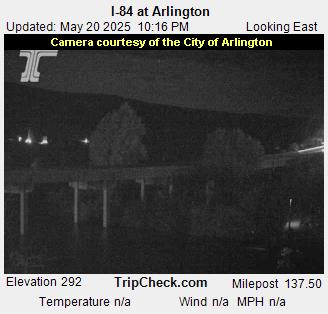 I-84 at Arlington
Updated: May 20 2025 10:16 PM Looking East
Camera courtesy of the City of Arlington
Elevation 292 TripCheck.com Milepost 137.50
Temperature n/a Wind n/a MPH n/a